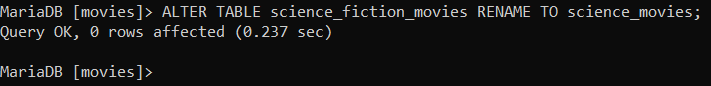 MariaDB [movies]> ALTER TABLE science_fiction_movies RENAME TO science_movies;
Query OK, 0 rows affected (0.237 sec)
MariaDB [movies]>